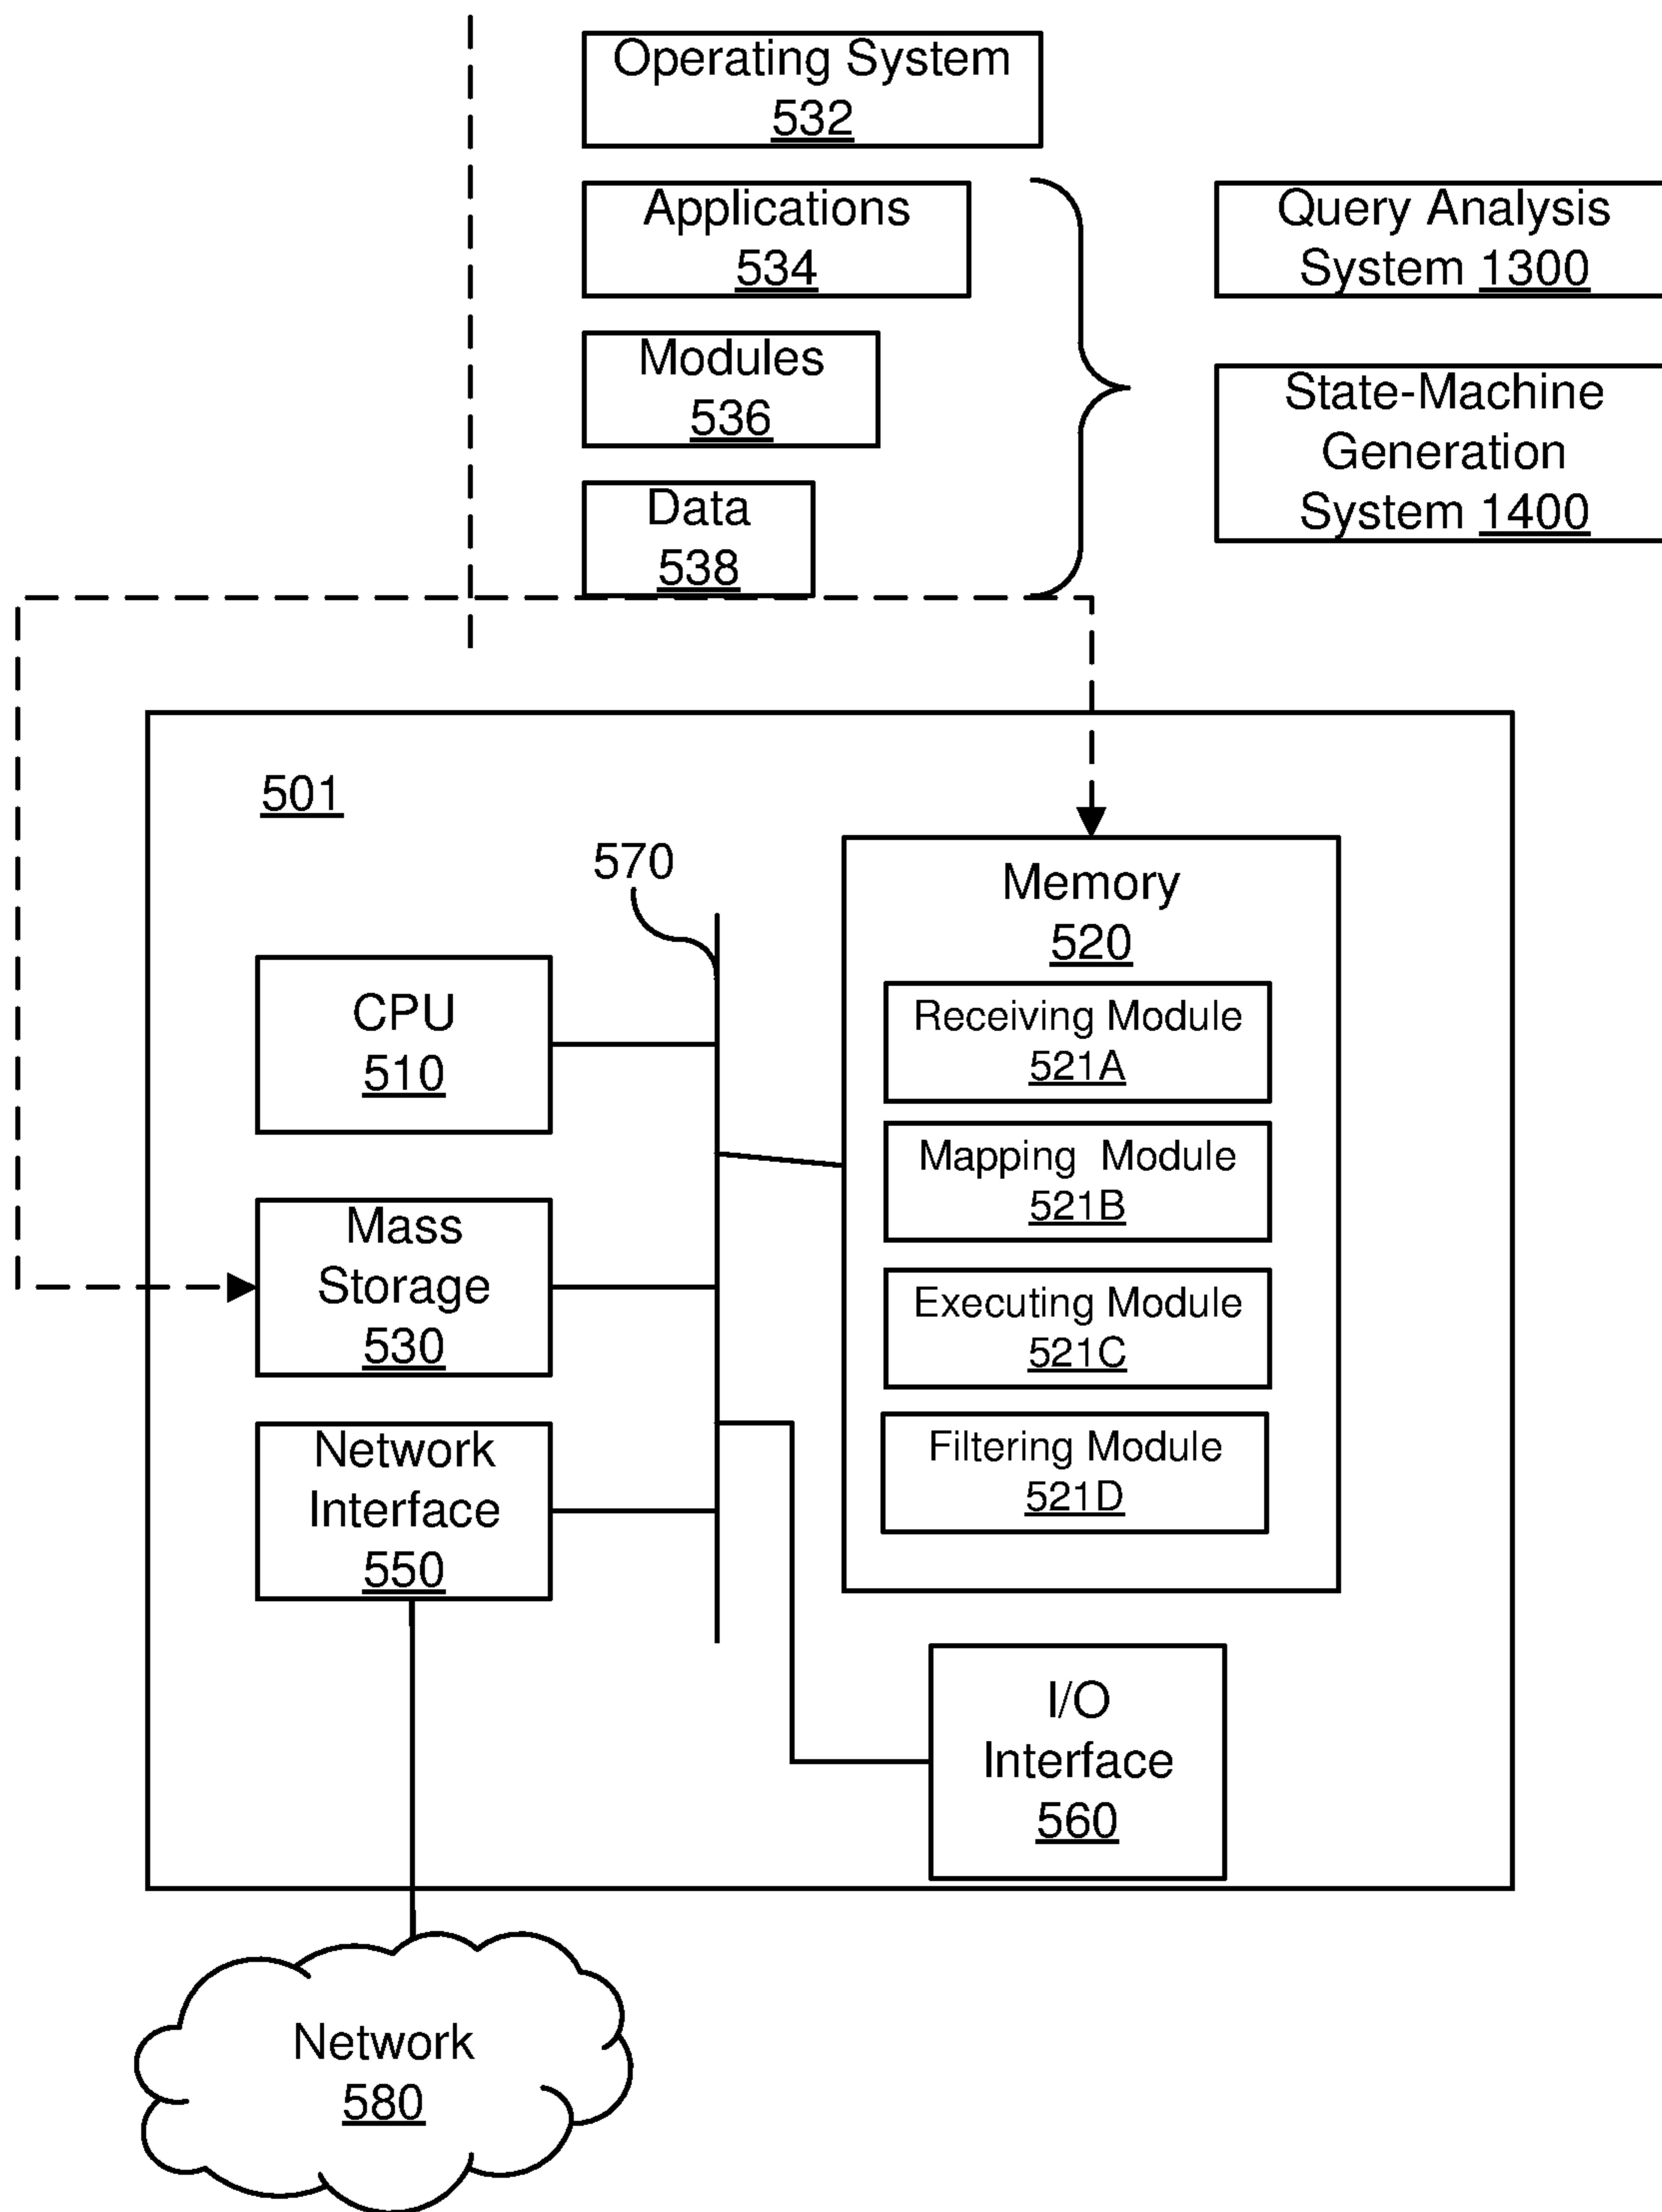 Operating System
532
Applications
534
Modules
536
Data
538
Query Analysis
System 1300
State-Machine
Generation
System 1400
501
570
CPU
510
Mass
Storage
530
Network
Interface
550
Memory
520
Receiving Module
521A
Mapping Module
521B
Executing Module
521C
Filtering Module
521D
I/O
Interface
560
Network
580